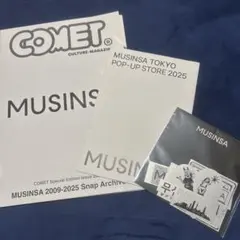 COMET®
CULTURE-MAGAZINE
MUSINSA
COMET Special Edition Issue
MUSINSA 2009-2025 Snap Archive
MUSINSA TOKYO
POP-UP STORE 2025
MUSINSA
MUSINSA